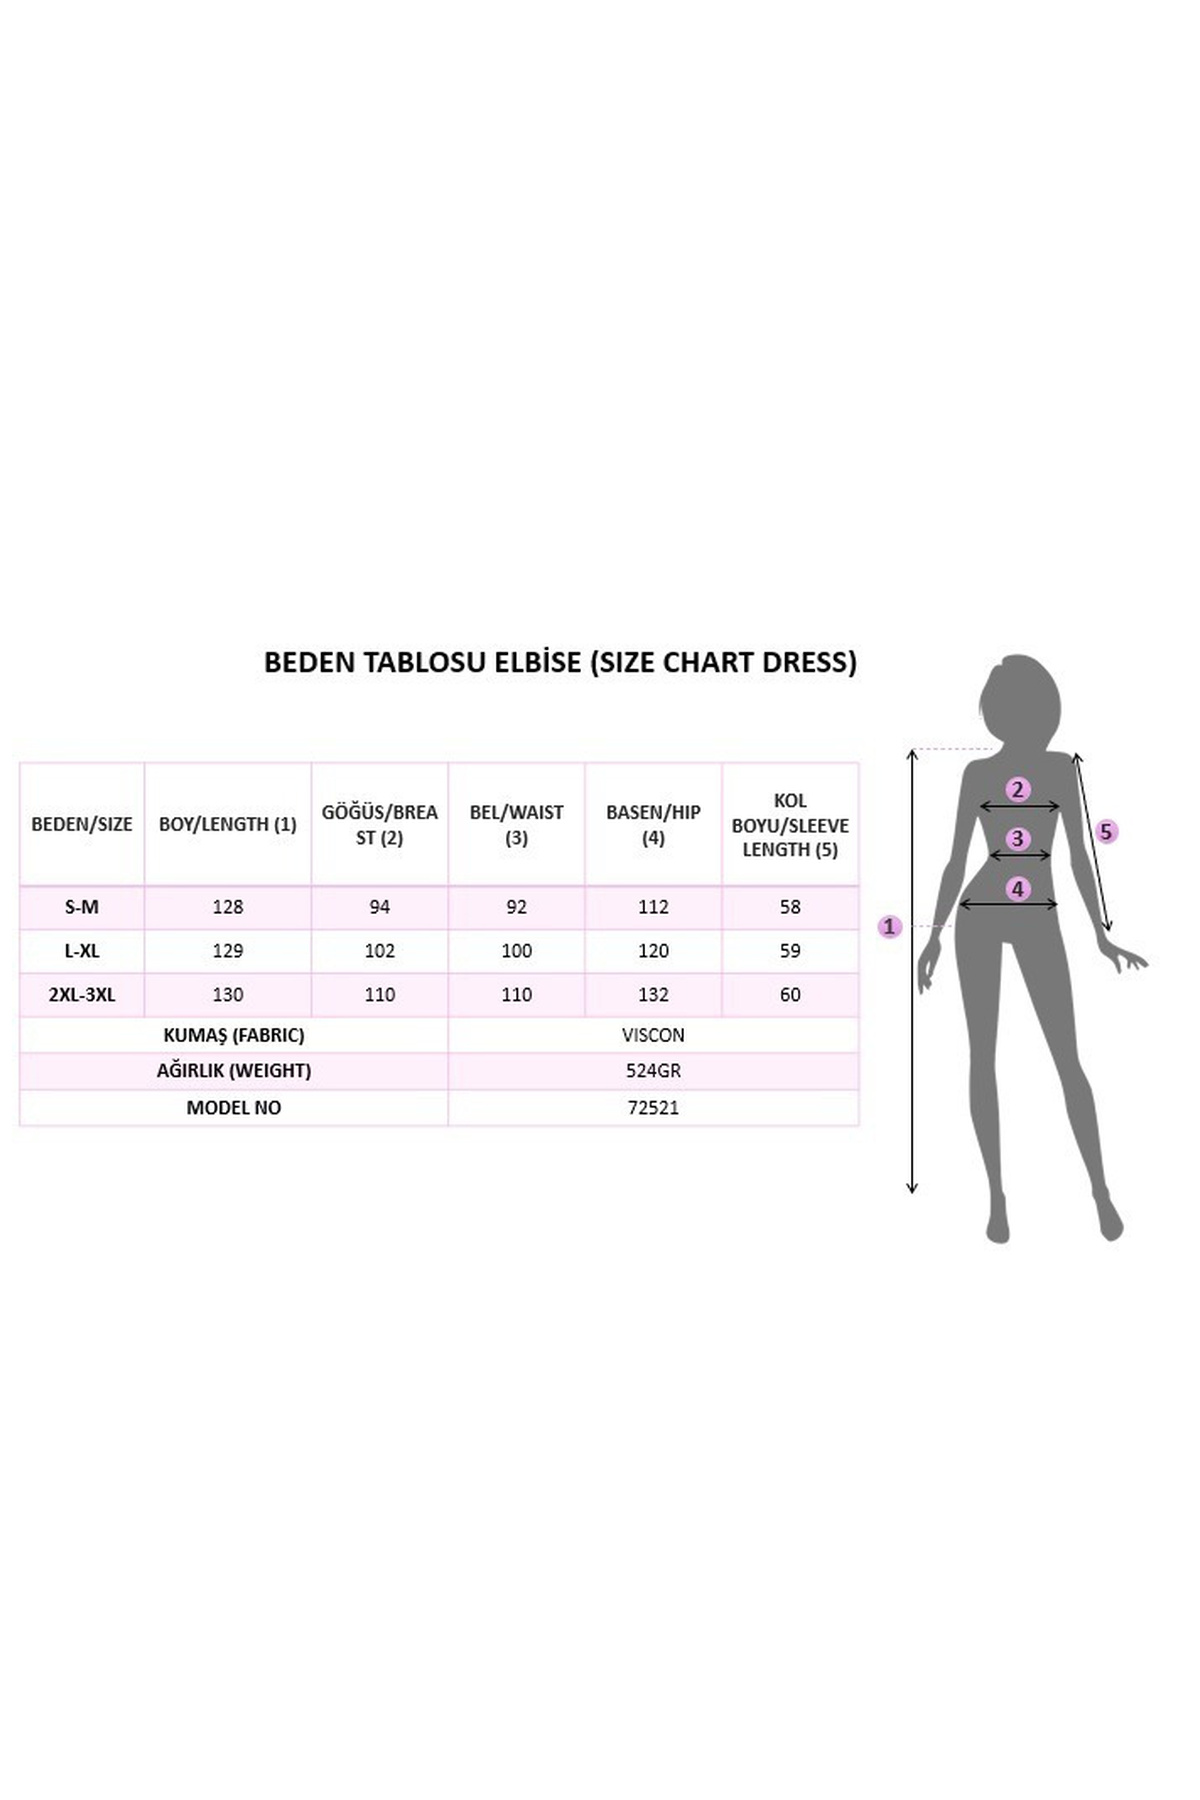 BEDEN TABLOSU ELBİSE (SIZE CHART DRESS)
BEDEN/SIZE
BOY/LENGTH (1)
GÖĞÜS/BREA
ST (2)
BEL/WAIST
(3)
BASEN/HIP
(4)
KOL
BOYU/SLEEVE
LENGTH (5)
S-M 128 94 92 112 58
L-XL 129 102 100 120 59
2XL-3XL 130 110 110 132 60
KUMAŞ (FABRIC) VISCON
AĞIRLIK (WEIGHT) 524GR
MODEL NO 72521
2
3
5
4
1